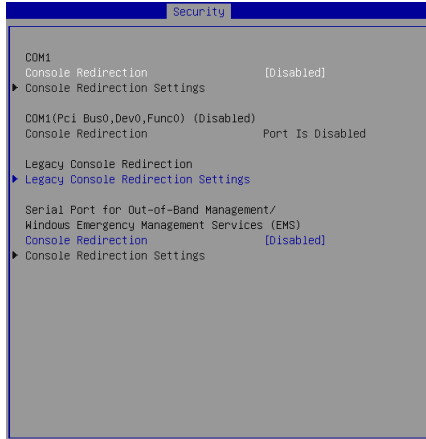 Security
COM1
Console Redirection [Disabled]
Console Redirection Settings
COM1(Pci Bus0,Dev0,Func0) (Disabled)
Console Redirection Port Is Disabled
Legacy Console Redirection
Legacy Console Redirection Settings
Serial Port for Out-of-Band Management/
Windows Emergency Management Services (EMS)
Console Redirection [Disabled]
Console Redirection Settings